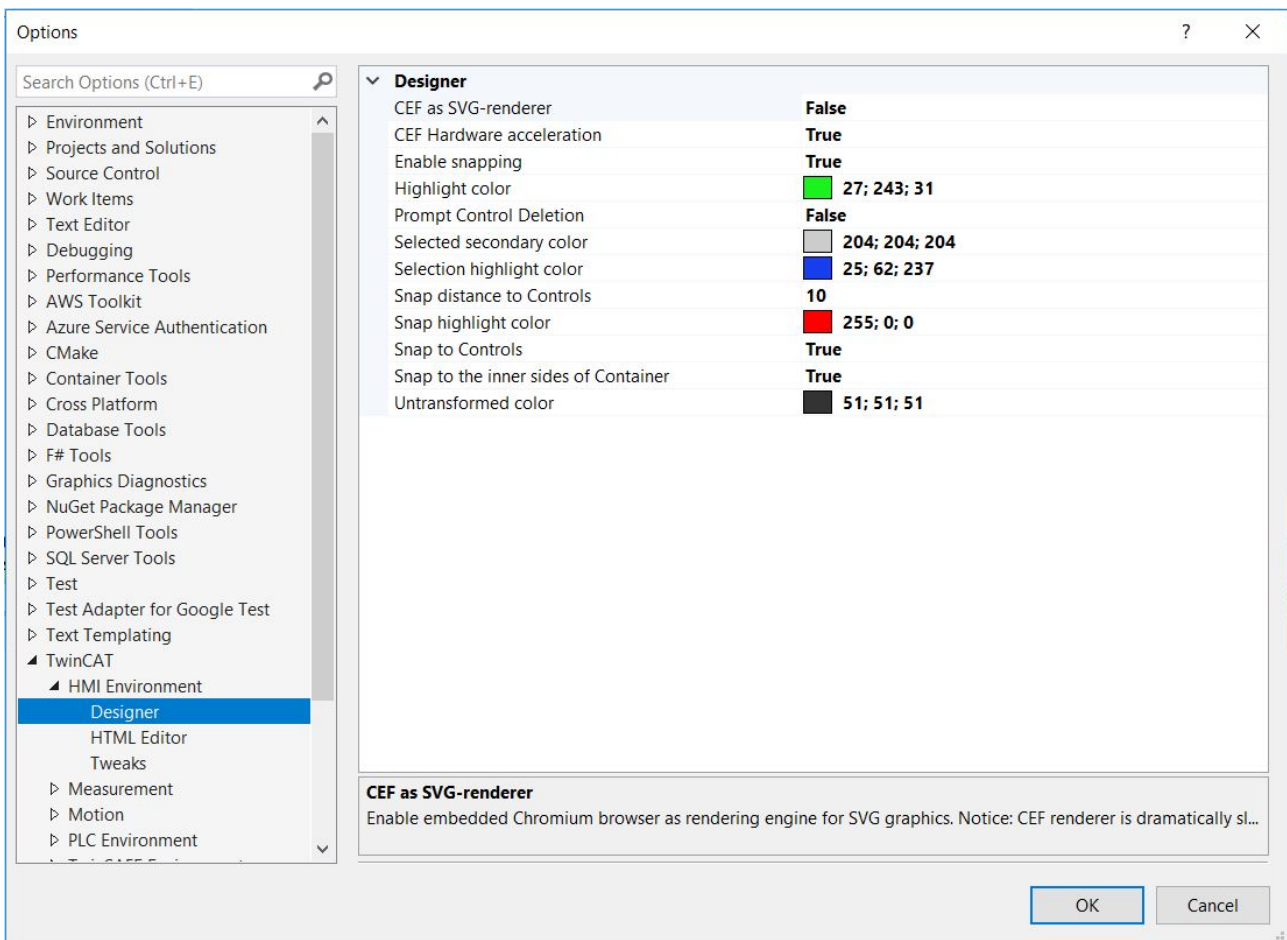 Options
?
Search Options (Ctrl+E)
Environment
Projects and Solutions
Source Control
Work Items
Text Editor
Debugging
Performance Tools
AWS Toolkit
Azure Service Authentication
CMake
Container Tools
Cross Platform
Database Tools
F# Tools
Graphics Diagnostics
NuGet Package Manager
PowerShell Tools
SQL Server Tools
Test
Test Adapter for Google Test
Text Templating
TwinCAT
HMI Environment
Designer
HTML Editor
Tweaks
Measurement
Motion
PLC Environment
Designer
CEF as SVG-renderer False
CEF Hardware acceleration True
Enable snapping True
Highlight color 27; 243; 31
Prompt Control Deletion False
Selected secondary color 204; 204; 204
Selection highlight color 25; 62; 237
Snap distance to Controls 10
Snap highlight color 255; 0; 0
Snap to Controls True
Snap to the inner sides of Container True
Untransformed color 51; 51; 51
CEF as SVG-renderer
Enable embedded Chromium browser as rendering engine for SVG graphics. Notice: CEF renderer is dramatically sl...
OK Cancel